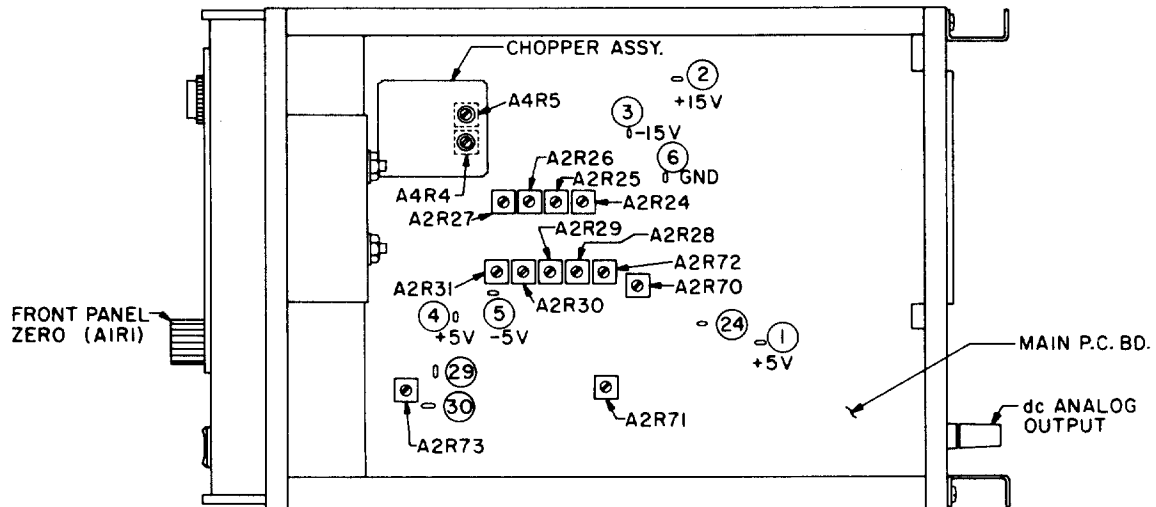 CHOPPER ASSY.
2
+15V
A4R5
3
-15V
6
GND
A4R4
A2R26
A2R25
A2R24
A2R27
A2R29
A2R28
A2R72
A2R31
A2R30
A2R70
FRONT PANEL
ZERO (A1R1)
4
+5V
5
-5V
24
1
+5V
MAIN P.C. BD.
29
30
A2R73
A2R71
dc ANALOG
OUTPUT